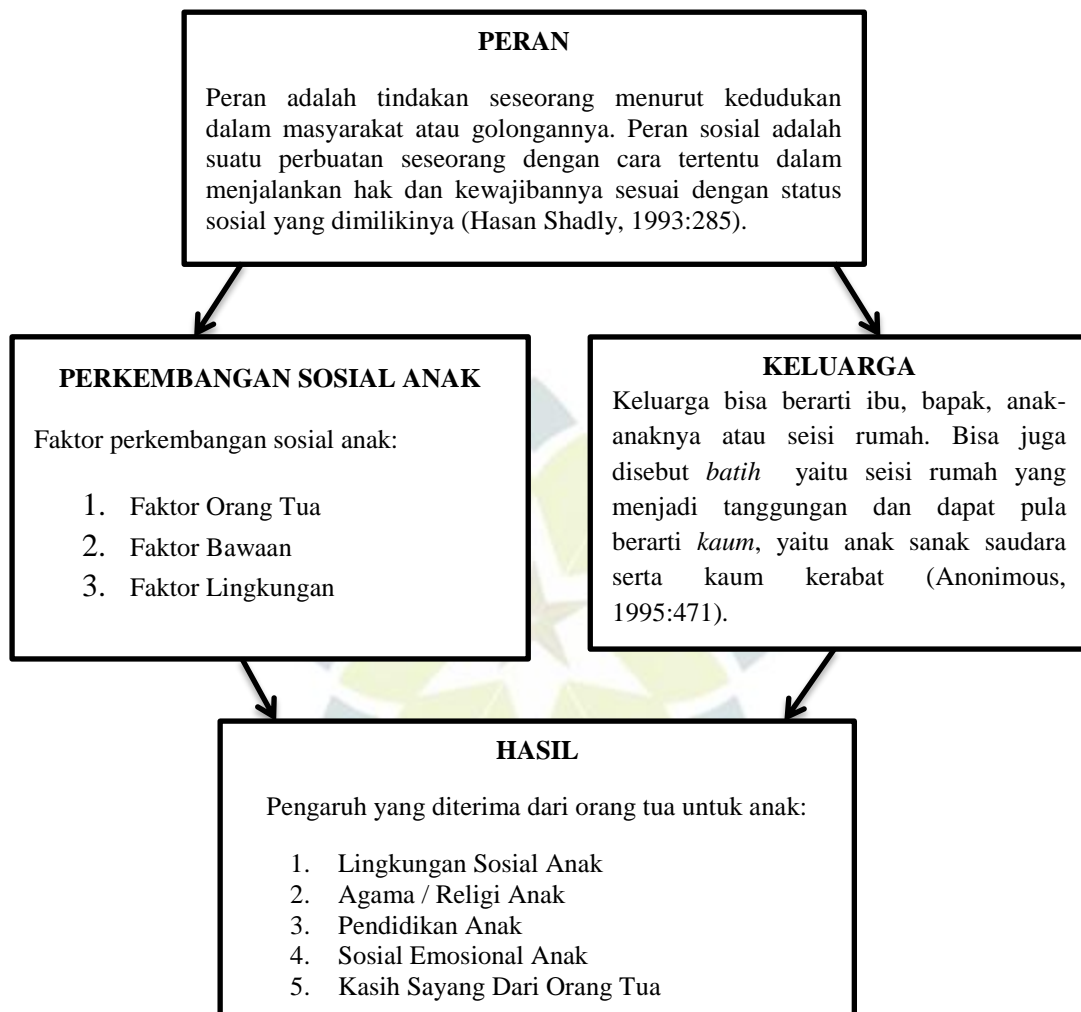 PERAN
Peran adalah tindakan seseorang menurut kedudukan
dalam masyarakat atau golongannya. Peran sosial adalah
suatu perbuatan seseorang dengan cara tertentu dalam
menjalankan hak dan kewajibannya sesuai dengan status
sosial yang dimilikinya (Hasan Shadly, 1993:285).
PERKEMBANGAN SOSIAL ANAK
Faktor perkembangan sosial anak:
1. Faktor Orang Tua
2. Faktor Bawaan
3. Faktor Lingkungan
KELUARGA
Keluarga bisa berarti ibu, bapak, anak-
anaknya atau seisi rumah. Bisa juga
disebut batih yaitu seisi rumah yang
menjadi tanggungan dan dapat pula
berarti kaum, yaitu anak sanak saudara
serta kaum kerabat (Anonimous,
1995:471).
HASIL
Pengaruh yang diterima dari orang tua untuk anak:
1. Lingkungan Sosial Anak
2. Agama / Religi Anak
3. Pendidikan Anak
4. Sosial Emosional Anak
5. Kasih Sayang Dari Orang Tua